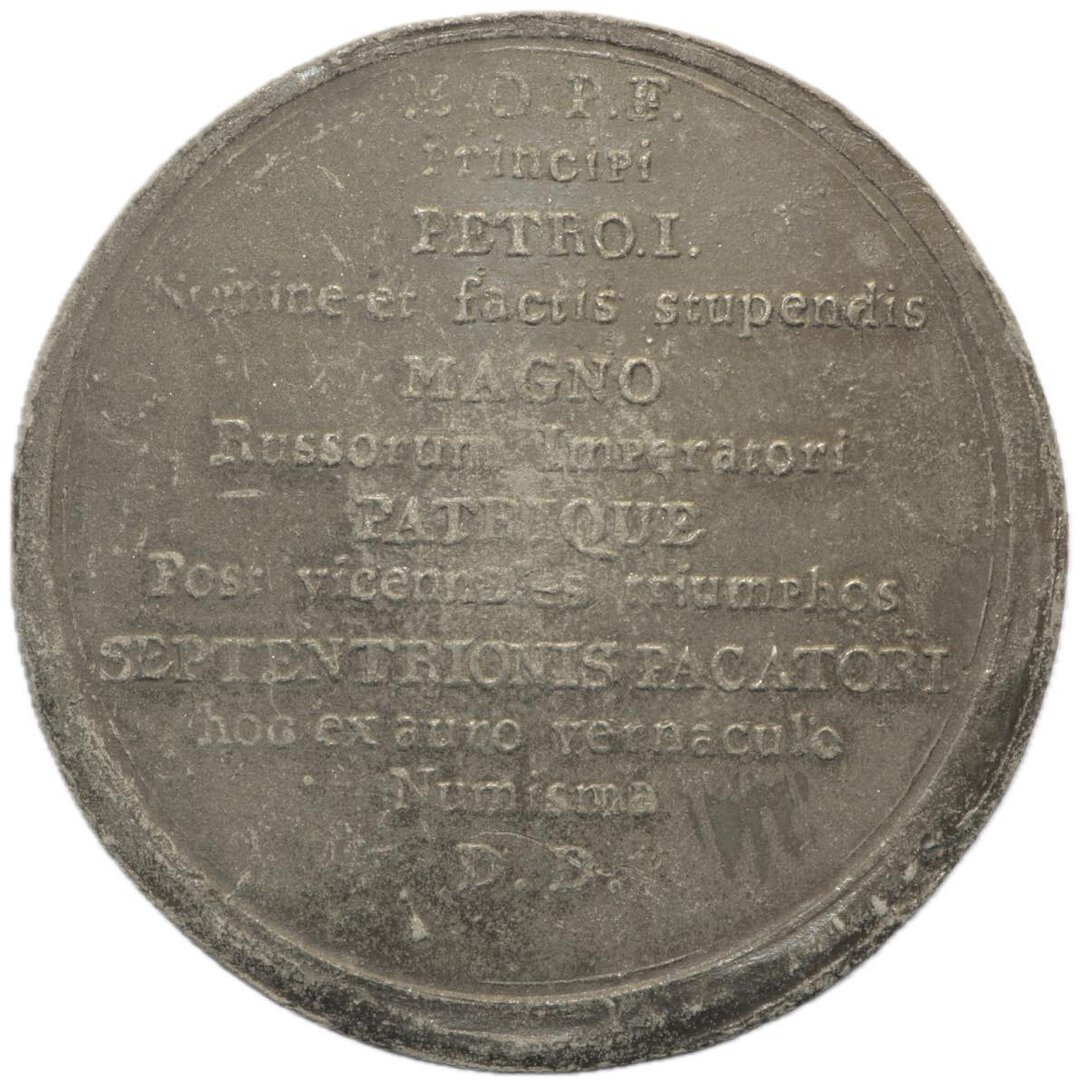 O.P.F.
Principi
PETRO.I.
Nomine et factis stupendis
MAGNO
Russorum Imperatori
PATRIQUE
Post vicennales triumphos
SEPTENTRIONIS PACATORI
hoc ex auro vernaculo
Numisma
D.D.